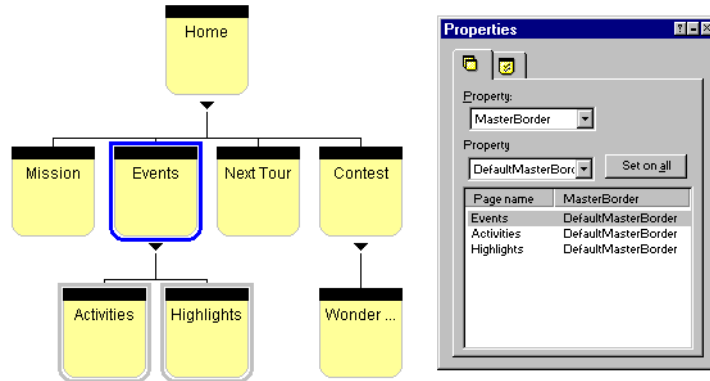 Home
Mission
Events
Next Tour
Contest
Activities
Highlights
Wonder ...
Properties
Property:
MasterBorder
Property
DefaultMasterBorc
Set on all
Page name MasterBorder
Events DefaultMasterBorder
Activities DefaultMasterBorder
Highlights DefaultMasterBorder